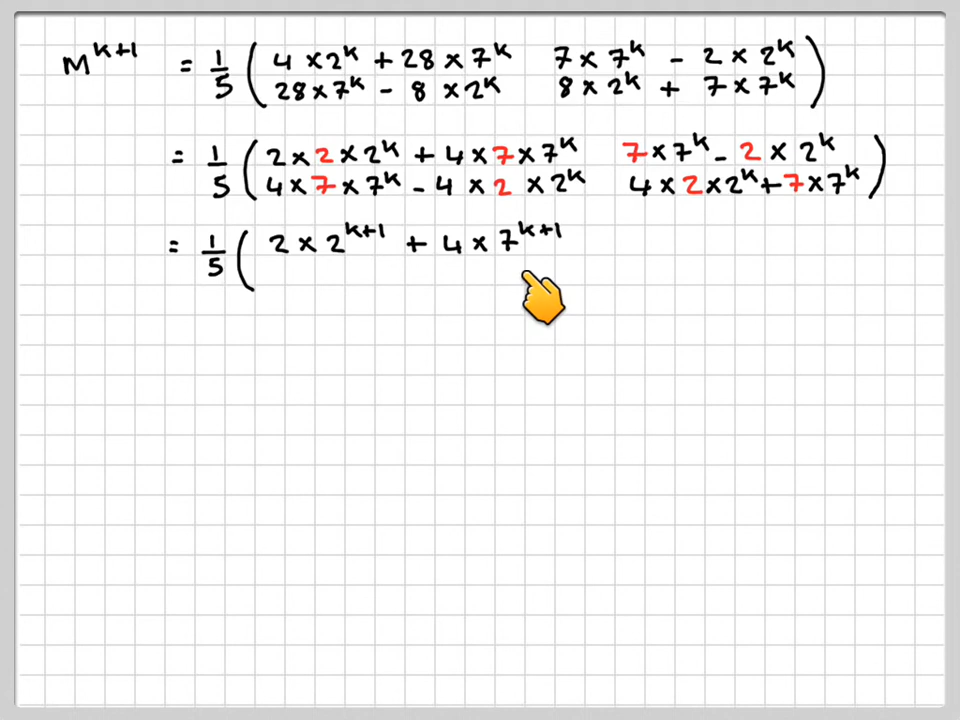 M^{k+1} = 1/5 ( 4 × 2^k + 28 × 7^k   7 × 7^k - 2 × 2^k
28 × 7^k - 8 × 2^k   8 × 2^k + 7 × 7^k )
= 1/5 ( 2 × 2 × 2^k + 4 × 7 × 7^k   7 × 7^k - 2 × 2^k
4 × 7 × 7^k - 4 × 2 × 2^k   4 × 2 × 2^k + 7 × 7^k )
= 1/5 ( 2 × 2^{k+1} + 4 × 7^{k+1}